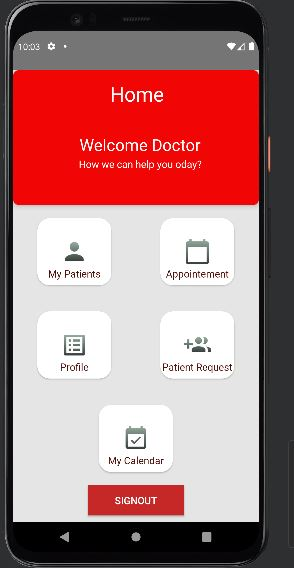 10:03
Home
Welcome Doctor
How we can help you oday?
My Patients
Appointement
Profile
Patient Request
My Calendar
SIGNOUT